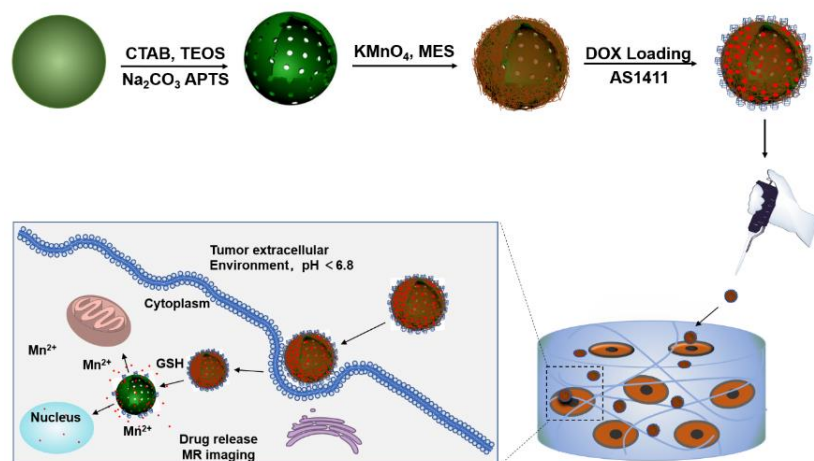 CTAB, TEOS
Na₂CO₃ APTS
KMnO₄, MES
DOX Loading
AS1411
Tumor extracellular
Environment, pH <6.8
Cytoplasm
Mn²⁺
Mn²⁺
GSH
Nucleus
Mn²⁺
Drug release
MR imaging